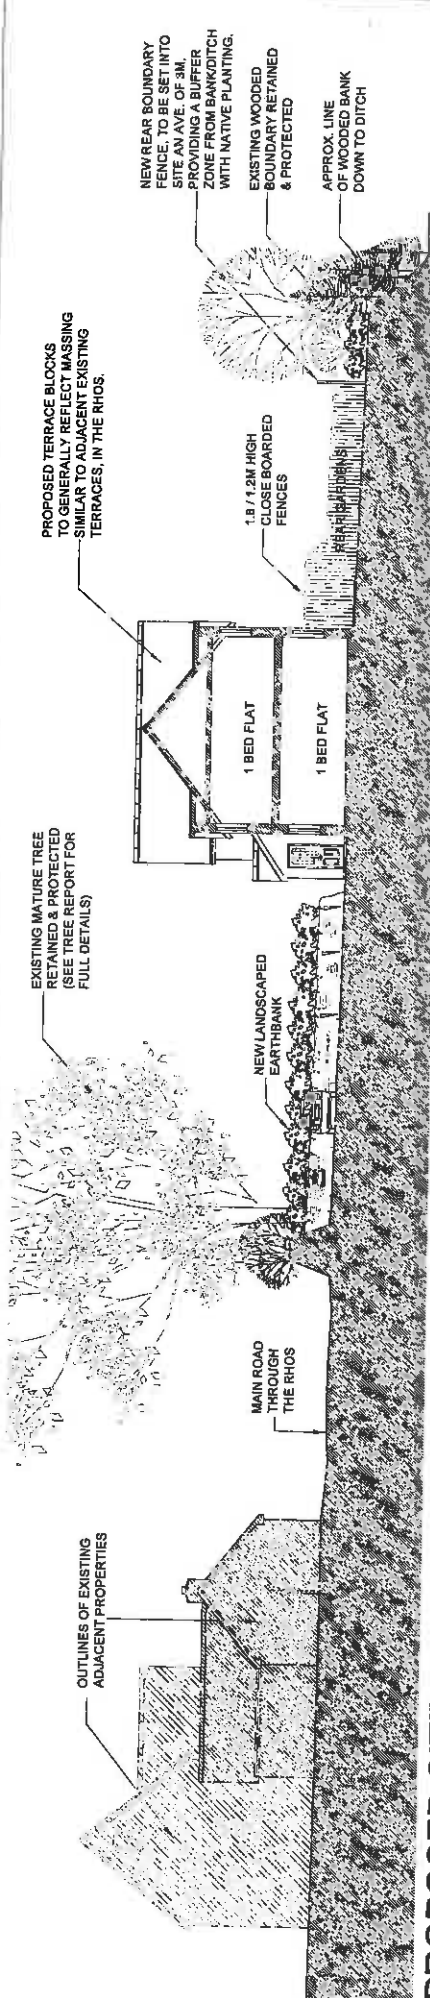 OUTLINES OF EXISTING
ADJACENT PROPERTIES
MAIN ROAD
THROUGH
THE RHOS
EXISTING MATURE TREE
RETAINED & PROTECTED
(SEE TREE REPORT FOR
FULL DETAILS)
NEW LANDSCAPED
EARTHBANK
PROPOSED TERRACE BLOCKS
TO GENERALLY REFLECT MASSING
SIMILAR TO ADJACENT EXISTING
TERRACES, IN THE RHOS.
1 BED FLAT
1 BED FLAT
1.8 / 1.2M HIGH
CLOSE BOARDED
FENCES
REAR GARDENS
NEW REAR BOUNDARY
FENCE, TO BE SET INTO
SITE AN AVE. OF 3M,
PROVIDING A BUFFER
ZONE FROM BANK/DITCH
WITH NATIVE PLANTING.
EXISTING WOODED
BOUNDARY RETAINED
& PROTECTED
APPROX. LINE
OF WOODED BANK
DOWN TO DITCH